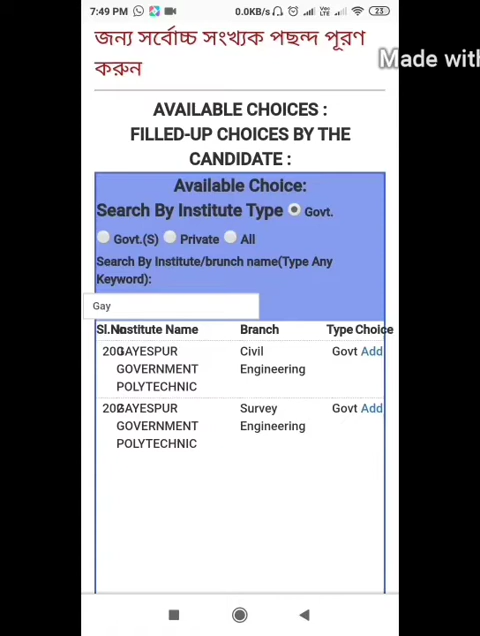 7:49 PM 0.0KB/s Vo) LTE 23
জন্য সর্বোচ্চ সংখ্যক পছন্দ পূরণ
করুন
Made with
AVAILABLE CHOICES :
FILLED-UP CHOICES BY THE
CANDIDATE :
Available Choice:
Search By Institute Type Govt.
Govt.(S) Private All
Search By Institute/brunch name(Type Any
Keyword):
Gay
Sl.No Institute Name Branch Type Choice
GAYESPUR Civil Govt Add
GOVERNMENT Engineering
POLYTECHNIC
GAYESPUR Survey Govt Add
GOVERNMENT Engineering
POLYTECHNIC